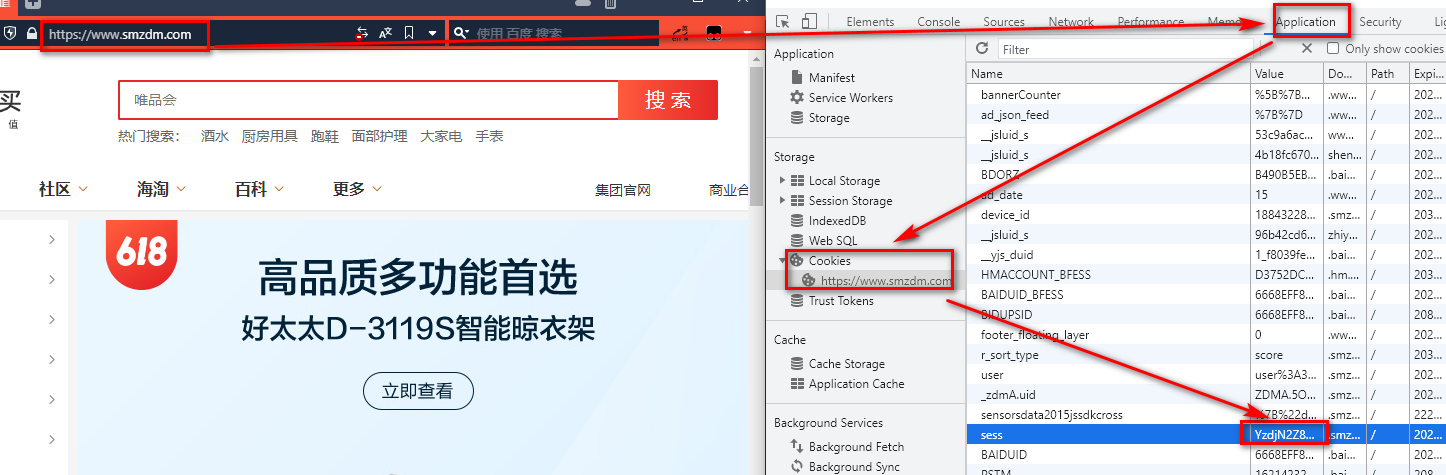 值
https://www.smzdm.com
使用 百度 搜索
买
值
唯品会
搜 索
热门搜索： 酒水 厨房用具 跑鞋 面部护理 大家电 手表
社区 海淘 百科 更多 集团官网 商业合
618
高品质多功能首选
好太太D-3119S智能晾衣架
立即查看
Elements Console Sources Network Performance Memo Application Security Lig
Application
Manifest
Service Workers
Storage
Storage
Local Storage
Session Storage
IndexedDB
Web SQL
Cookies
https://www.smzdm.com
Trust Tokens
Cache
Cache Storage
Application Cache
Background Services
Background Fetch
Background Sync
Filter Only show cookies
Name Value Do... Path Expi...
bannerCounter %5B%7B... .ww... / 202...
ad_json_feed %7B%7D .ww... / 202...
__jsluid_s 53c9a6ac... ww... / 202...
__jsluid_s 4b18fc670... shen... / 202...
BDORZ B490B5EB... .bai... / 202...
ad_date 15 .ww... / 202...
device_id 18843228... .smz... / 203...
__jsluid_s 96b42cd6... zhiy... / 202...
__yjs_duid 1_f8039fe... .bai... / 202...
HMACCOUNT_BFESS D3752DC... .hm.... / 203...
BAIDUID_BFESS 6668EFF8... .bai... / 202...
BIDUPSID 6668EFF8... .bai... / 208...
footer_floating_layer 0 .ww... / 202...
r_sort_type score .smz... / 203...
user user%3A3... .smz... / 202...
_zdmA.uid ZDMA.5O... .smz... / 202...
sensorsdata2015jssdkcross %7B%22d... .smz... / 222...
sess YzdjN2Z8... .smz... / 202...
BAIDUID 6668EFF8... .bai... / 202...
PSTM 16214232... .bai... / 208...